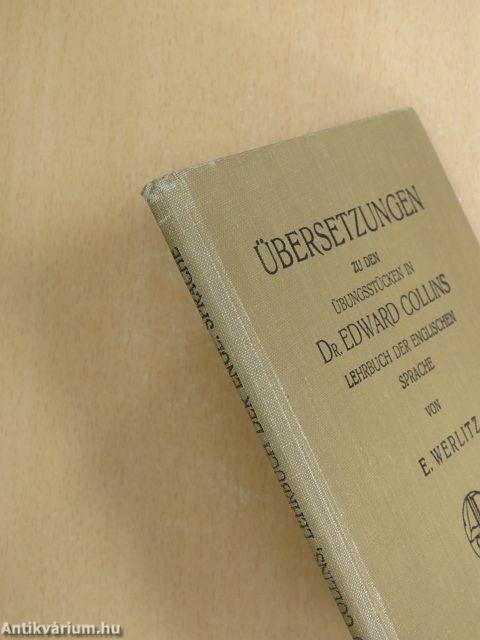 ÜBERSETZUNGEN
ZU DEN
ÜBUNGSSTÜCKEN IN
DR. EDWARD COLLINS
LEHRBUCH DER ENGLISCHEN
SPRACHE
VON
E. WERLITZ
COLLINS, LEHRBUCH DER ENGL. SPRACHE
Antikvárium.hu